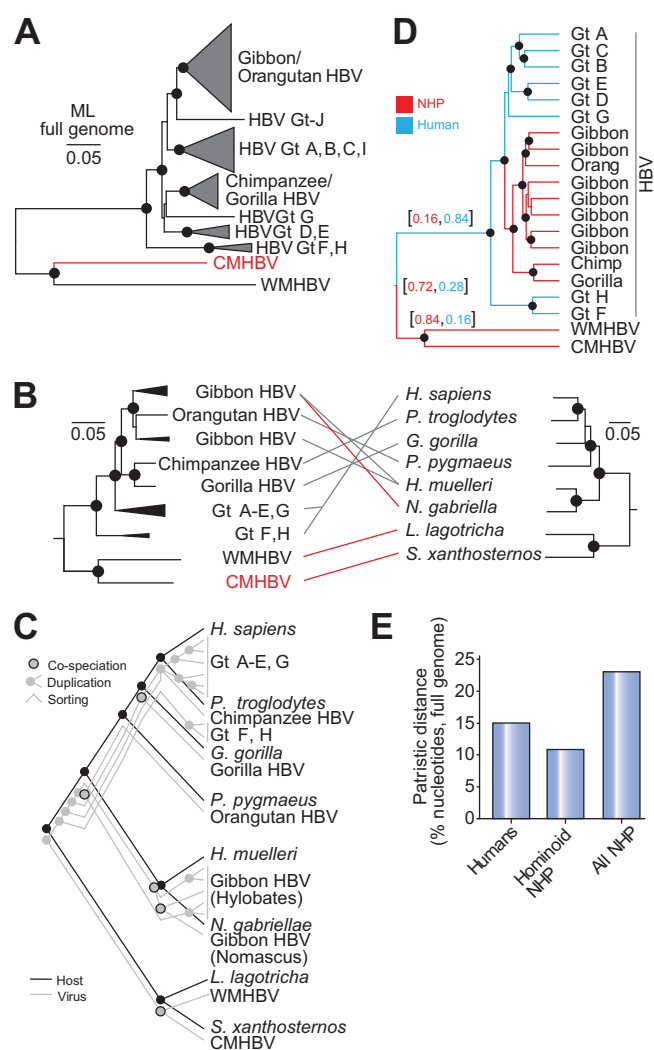 A
ML
full genome
0.05
Gibbon/
Orangutan HBV
HBV Gt-J
HBV Gt A,B,C,I
Chimpanzee/
Gorilla HBV
HBVGt G
HBVGt D,E
HBV GtF,H
CMHBV
WMHBV
D
NHP
Human
[0.16,0.84]
[0.72,0.28]
[0.84,0.16]
Gt A
Gt C
Gt B
Gt E
Gt D
Gt G
Gibbon
Gibbon
Orang
Gibbon
Gibbon
Gibbon
Gibbon
Gibbon
Chimp
Gorilla
Gt H
Gt F
WMHBV
CMHBV
HBV
B
0.05
Gibbon HBV
Orangutan HBV
Gibbon HBV
Chimpanzee HBV
Gorilla HBV
Gt A-E,G
Gt F,H
WMHBV
CMHBV
H. sapiens
P. troglodytes
G. gorilla
P. pygmaeus
H. muelleri
N. gabriella
L. lagotricha
S. xanthosternos
0.05
C
Co-speciation
Duplication
Sorting
H. sapiens
Gt A-E, G
P. troglodytes
Chimpanzee HBV
Gt F, H
G. gorilla
Gorilla HBV
P. pygmaeus
Orangutan HBV
H. muelleri
Gibbon HBV
(Hylobates)
N. gabriellae
Gibbon HBV
(Nomascus)
L. lagotricha
WMHBV
S. xanthosternos
CMHBV
Host
Virus
E
Patristic distance
(% nucleotides, full genome)
25
20
15
10
5
0
Humans
Hominoid
NHP
All NHP